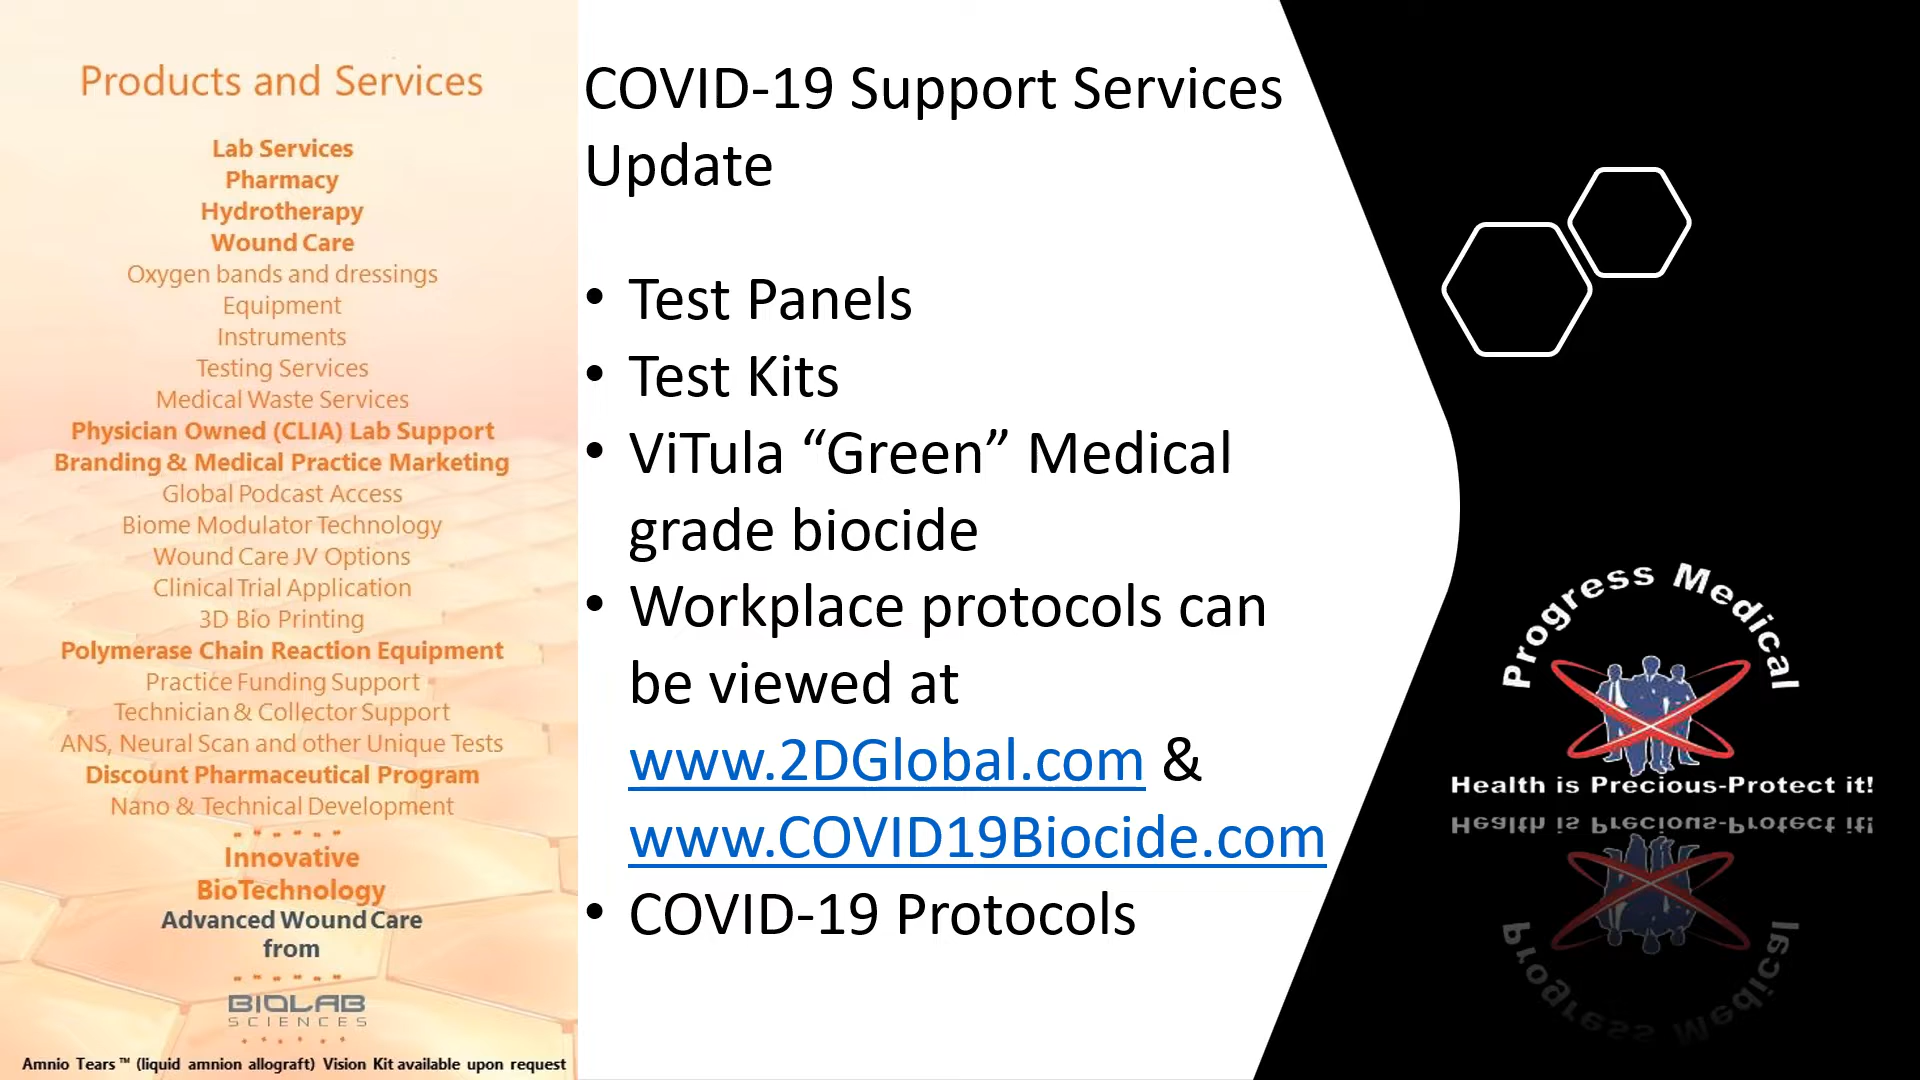 Products and Services
Lab Services
Pharmacy
Hydrotherapy
Wound Care
Oxygen bands and dressings
Equipment
Instruments
Testing Services
Medical Waste Services
Physician Owned (CLIA) Lab Support
Branding & Medical Practice Marketing
Global Podcast Access
Biome Modulator Technology
Wound Care JV Options
Clinical Trial Application
3D Bio Printing
Polymerase Chain Reaction Equipment
Practice Funding Support
Technician & Collector Support
ANS, Neural Scan and other Unique Tests
Discount Pharmaceutical Program
Nano & Technical Development
Innovative
BioTechnology
Advanced Wound Care
from
BIOLAB
SCIENCES
Amnio Tears™ (liquid amnion allograft) Vision Kit available upon request
COVID-19 Support Services
Update
• Test Panels
• Test Kits
• ViTula “Green” Medical
grade biocide
• Workplace protocols can
be viewed at
www.2DGlobal.com &
www.COVID19Biocide.com
• COVID-19 Protocols
Progress Medical
Health is Precious-Protect it!